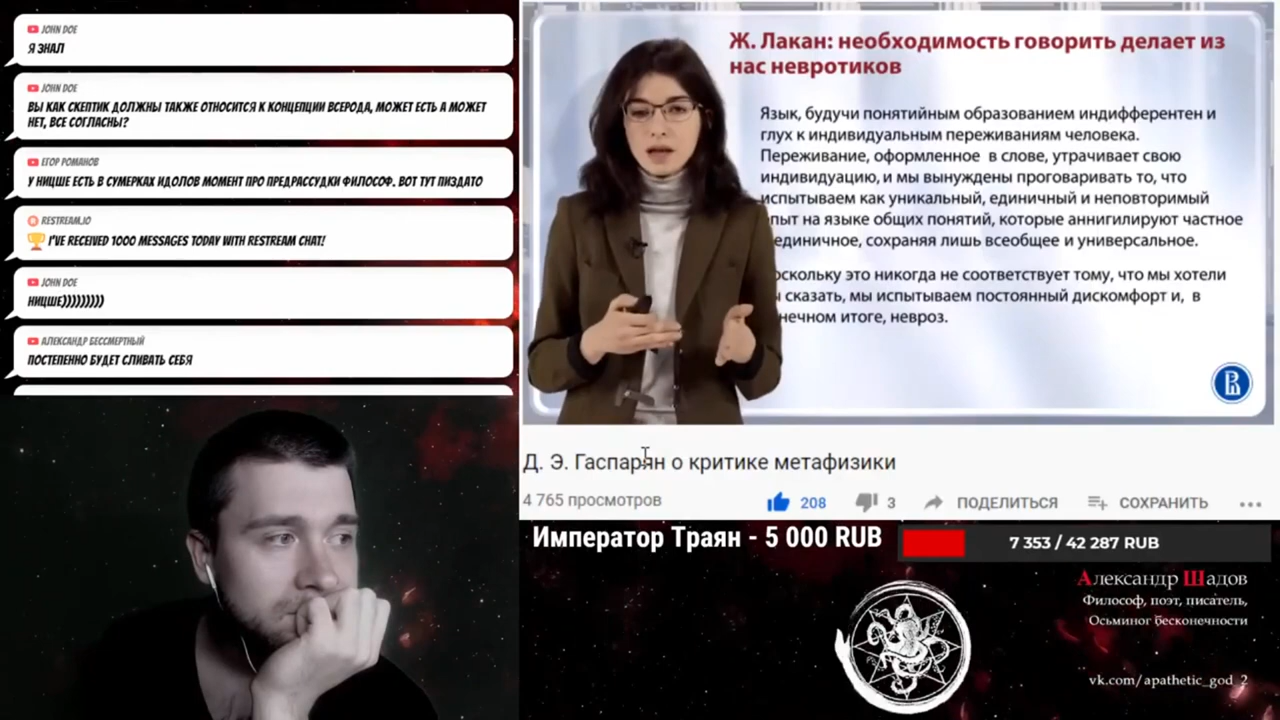 JOHN DOE
Я ЗНАЛ
JOHN DOE
ВЫ КАК СКЕПТИК ДОЛЖНЫ ТАКЖЕ ОТНОСИТСЯ К КОНЦЕПЦИИ ВСЕРОДА, МОЖЕТ ЕСТЬ А МОЖЕТ
НЕТ, ВСЕ СОГЛАСНЫ?
ЕГОР РОМАНОВ
У НИЦШЕ ЕСТЬ В СУМЕРКАХ ИДОЛОВ МОМЕНТ ПРО ПРЕДРАССУДКИ ФИЛОСОФ. ВОТ ТУТ ПИЗДАТО
RESTREAM.IO
I'VE RECEIVED 1000 MESSAGES TODAY WITH RESTREAM CHAT!
JOHN DOE
НИЦШЕ)))))))))
АЛЕКСАНДР БЕССМЕРТНЫЙ
ПОСТЕПЕННО БУДЕТ СЛИВАТЬ СЕБЯ
Ж. Лакан: необходимость говорить делает из
нас невротиков
Язык, будучи понятийным образованием индифферентен и
глух к индивидуальным переживаниям человека.
Переживание, оформленное в слове, утрачивает свою
индивидуацию, и мы вынуждены проговаривать то, что
испытываем как уникальный, единичный и неповторимый
пыт на языке общих понятий, которые аннигилируют частное
единичное, сохраняя лишь всеобщее и универсальное.
оскольку это никогда не соответствует тому, что мы хотели
ы сказать, мы испытываем постоянный дискомфорт и, в
нечном итоге, невроз.
Д. Э. Гаспарян о критике метафизики
4 765 просмотров
208
3
ПОДЕЛИТЬСЯ
СОХРАНИТЬ
Император Траян - 5 000 RUB
7 353 / 42 287 RUB
Александр Шадов
Философ, поэт, писатель,
Осьминог бесконечности
vk.com/apathetic_god_2